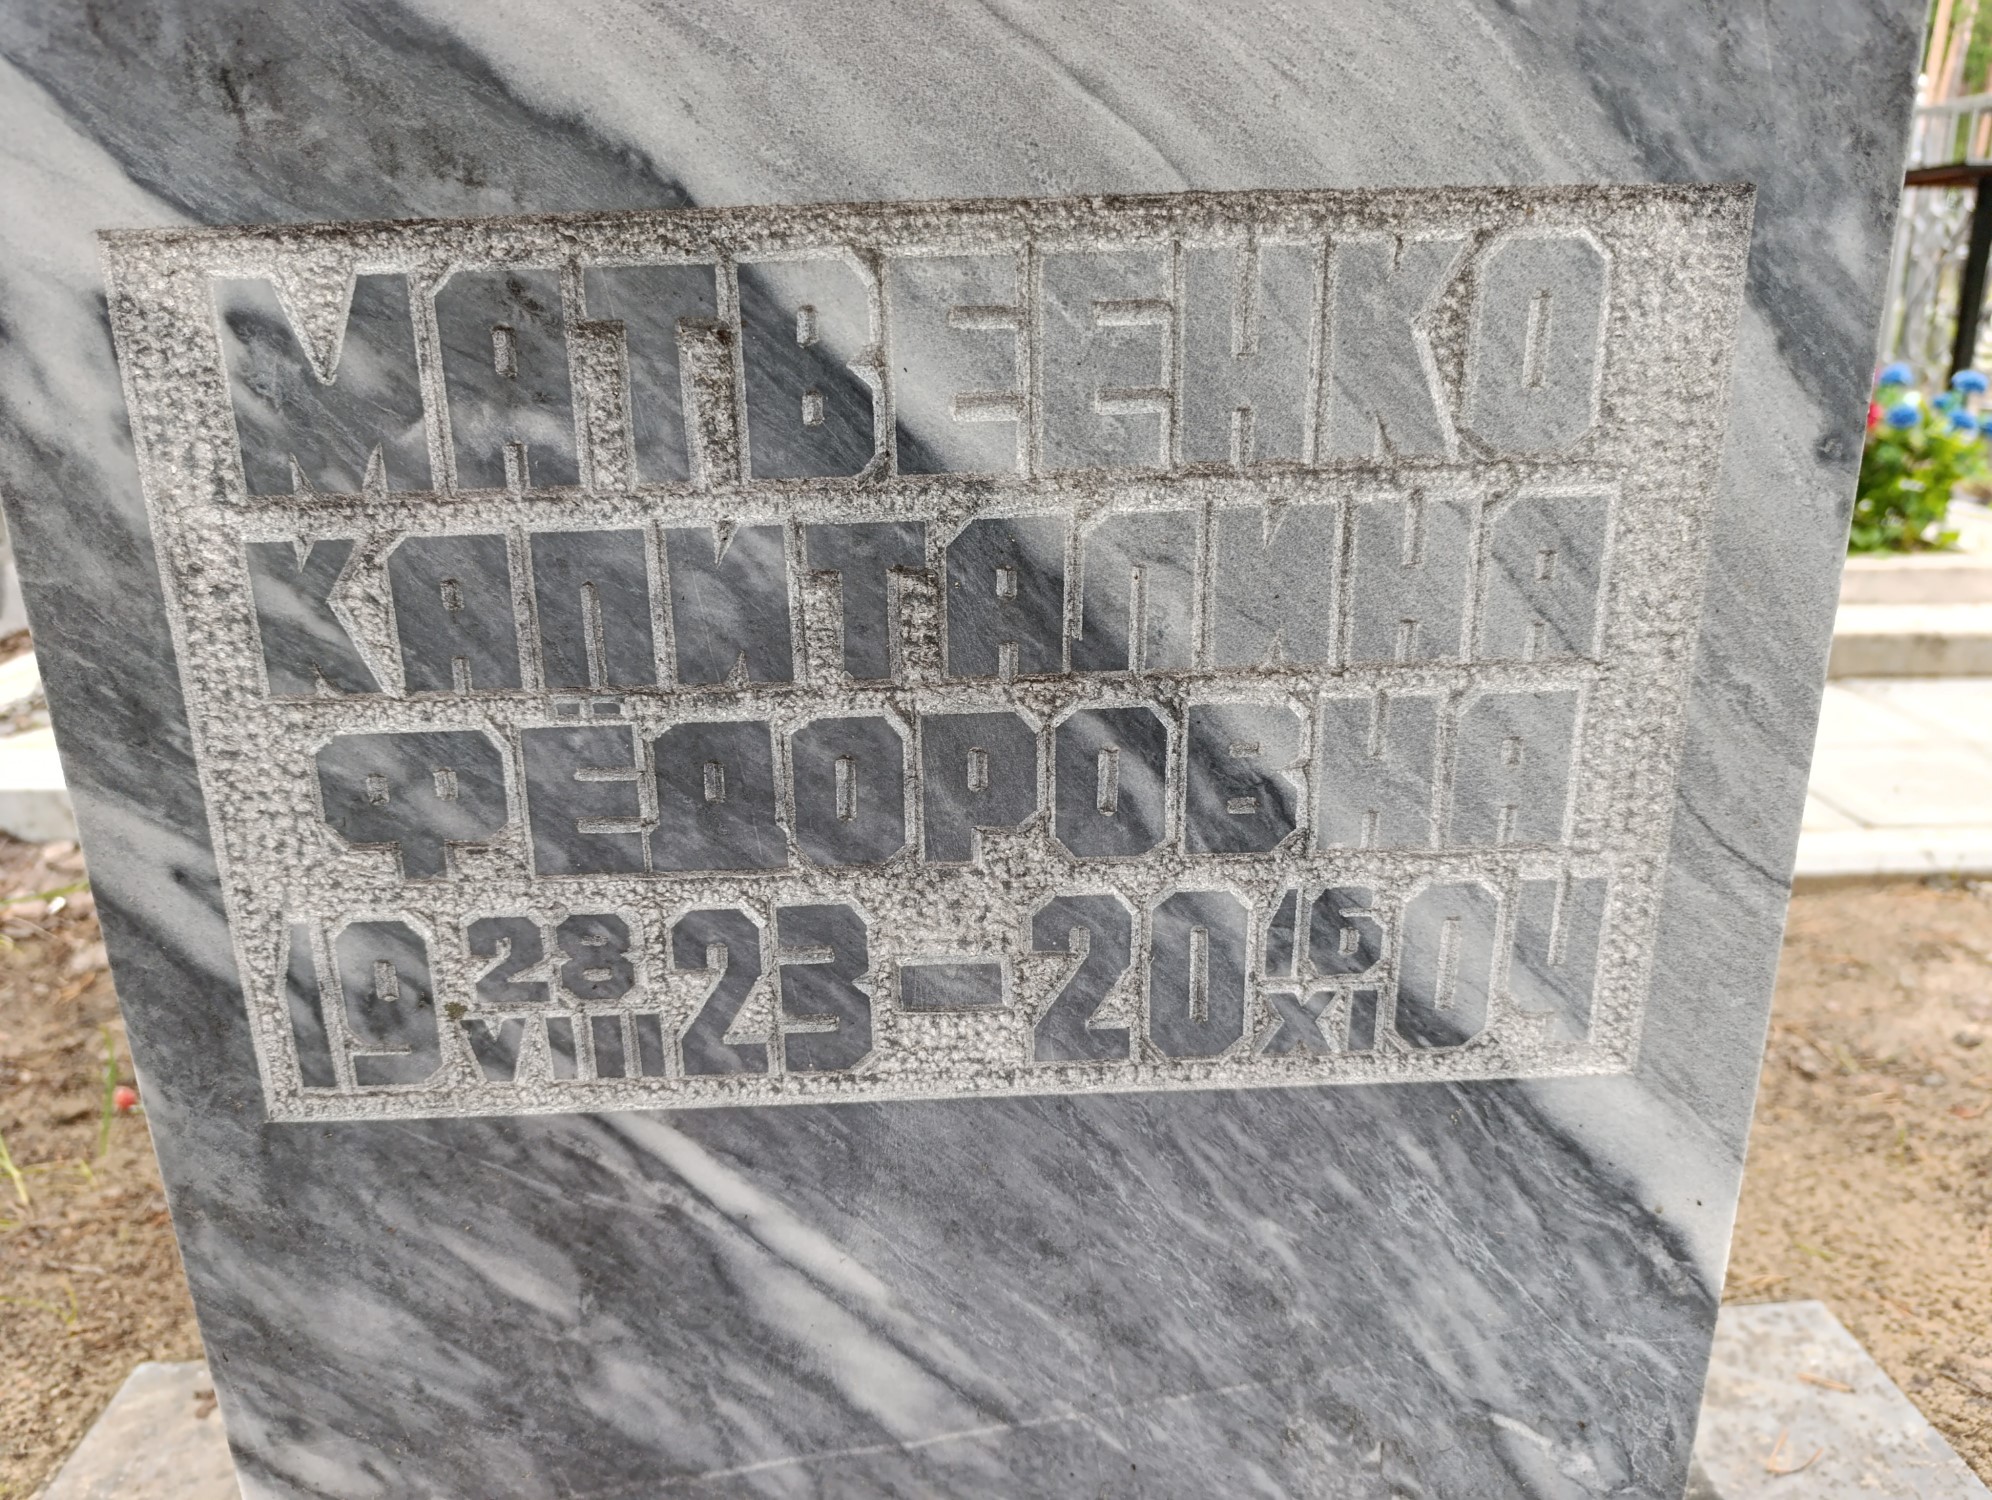 МАТВЕЕНКО
КАПИТАЛИНА
ФЁДОРОВНА
19 28/VIII 23 – 20 16/XI 04